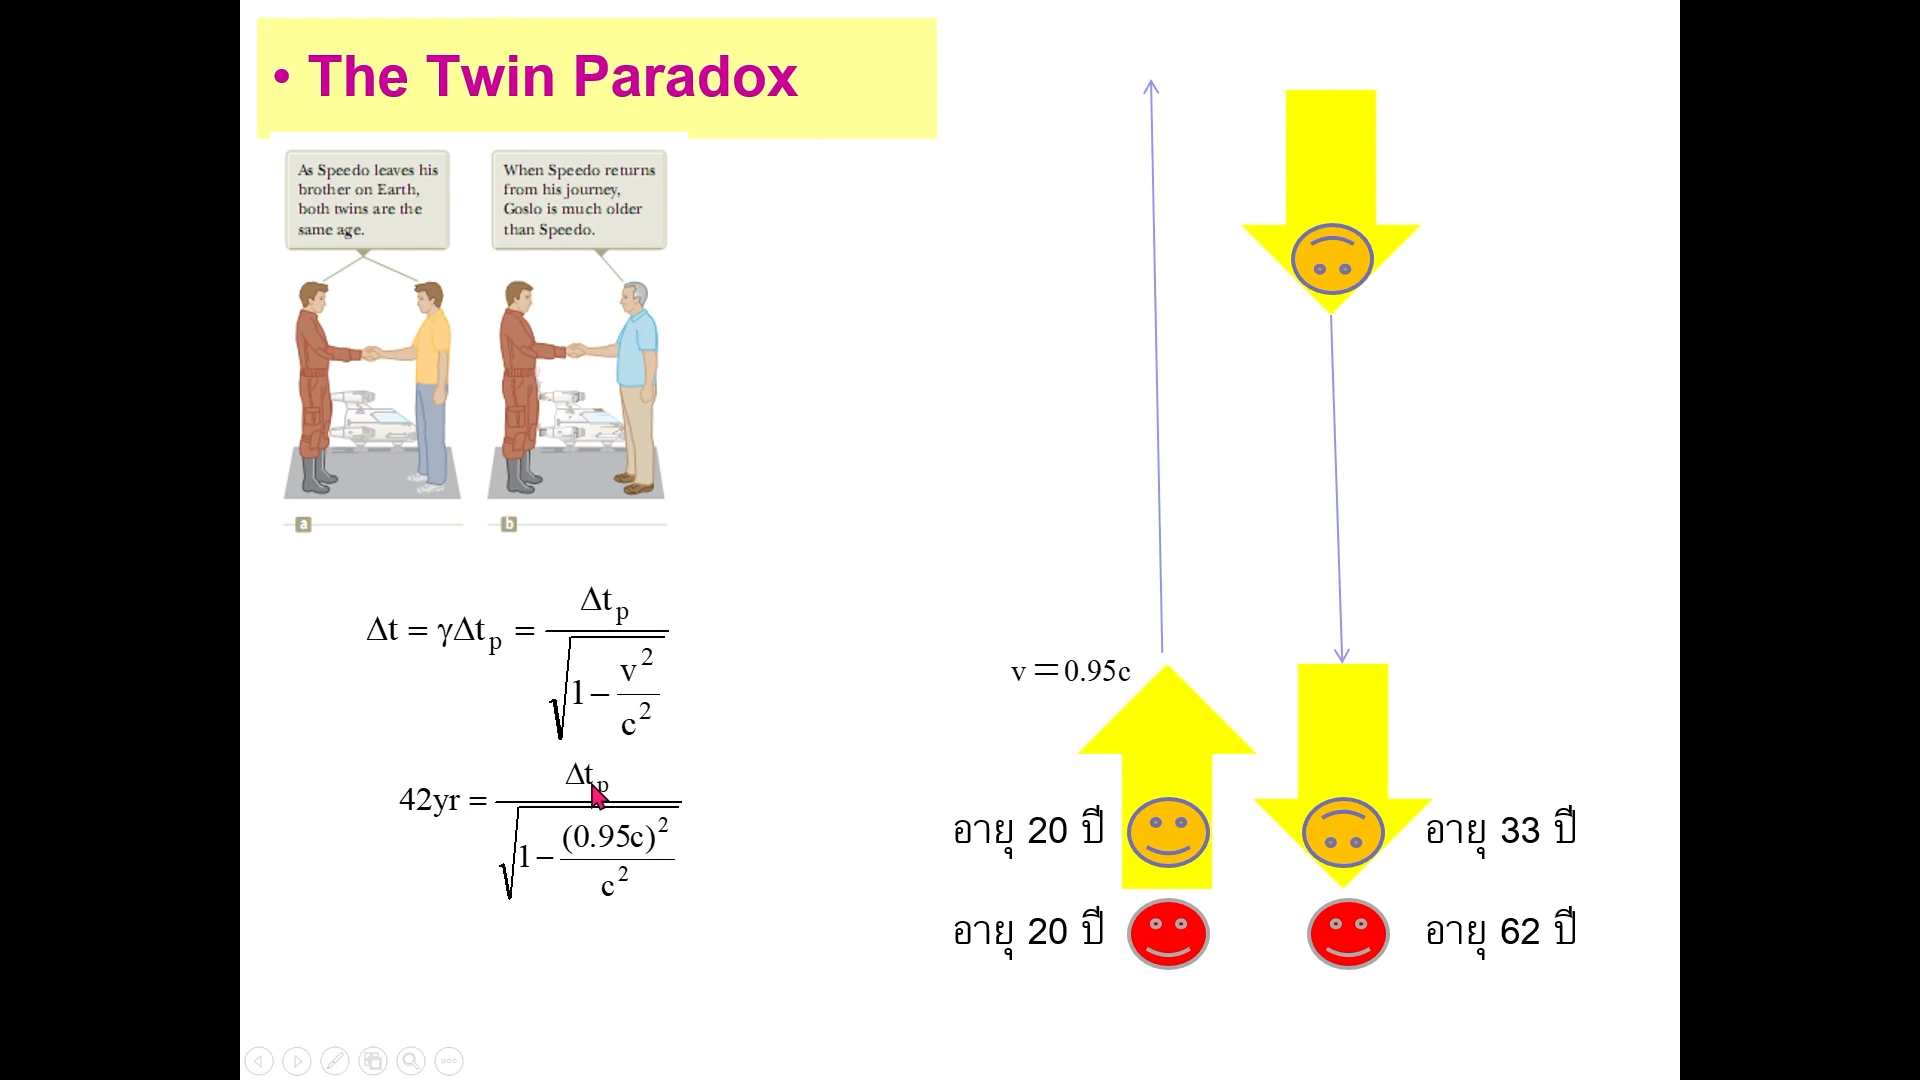 • The Twin Paradox
As Speedo leaves his
brother on Earth,
both twins are the
same age.
When Speedo returns
from his journey,
Goslo is much older
than Speedo.
a
b
Δt = γΔt_p = Δt_p / √(1 − v²/c²)
42yr = Δt_p / √(1 − (0.95c)²/c²)
v = 0.95c
อายุ 20 ปี
อายุ 33 ปี
อายุ 20 ปี
อายุ 62 ปี